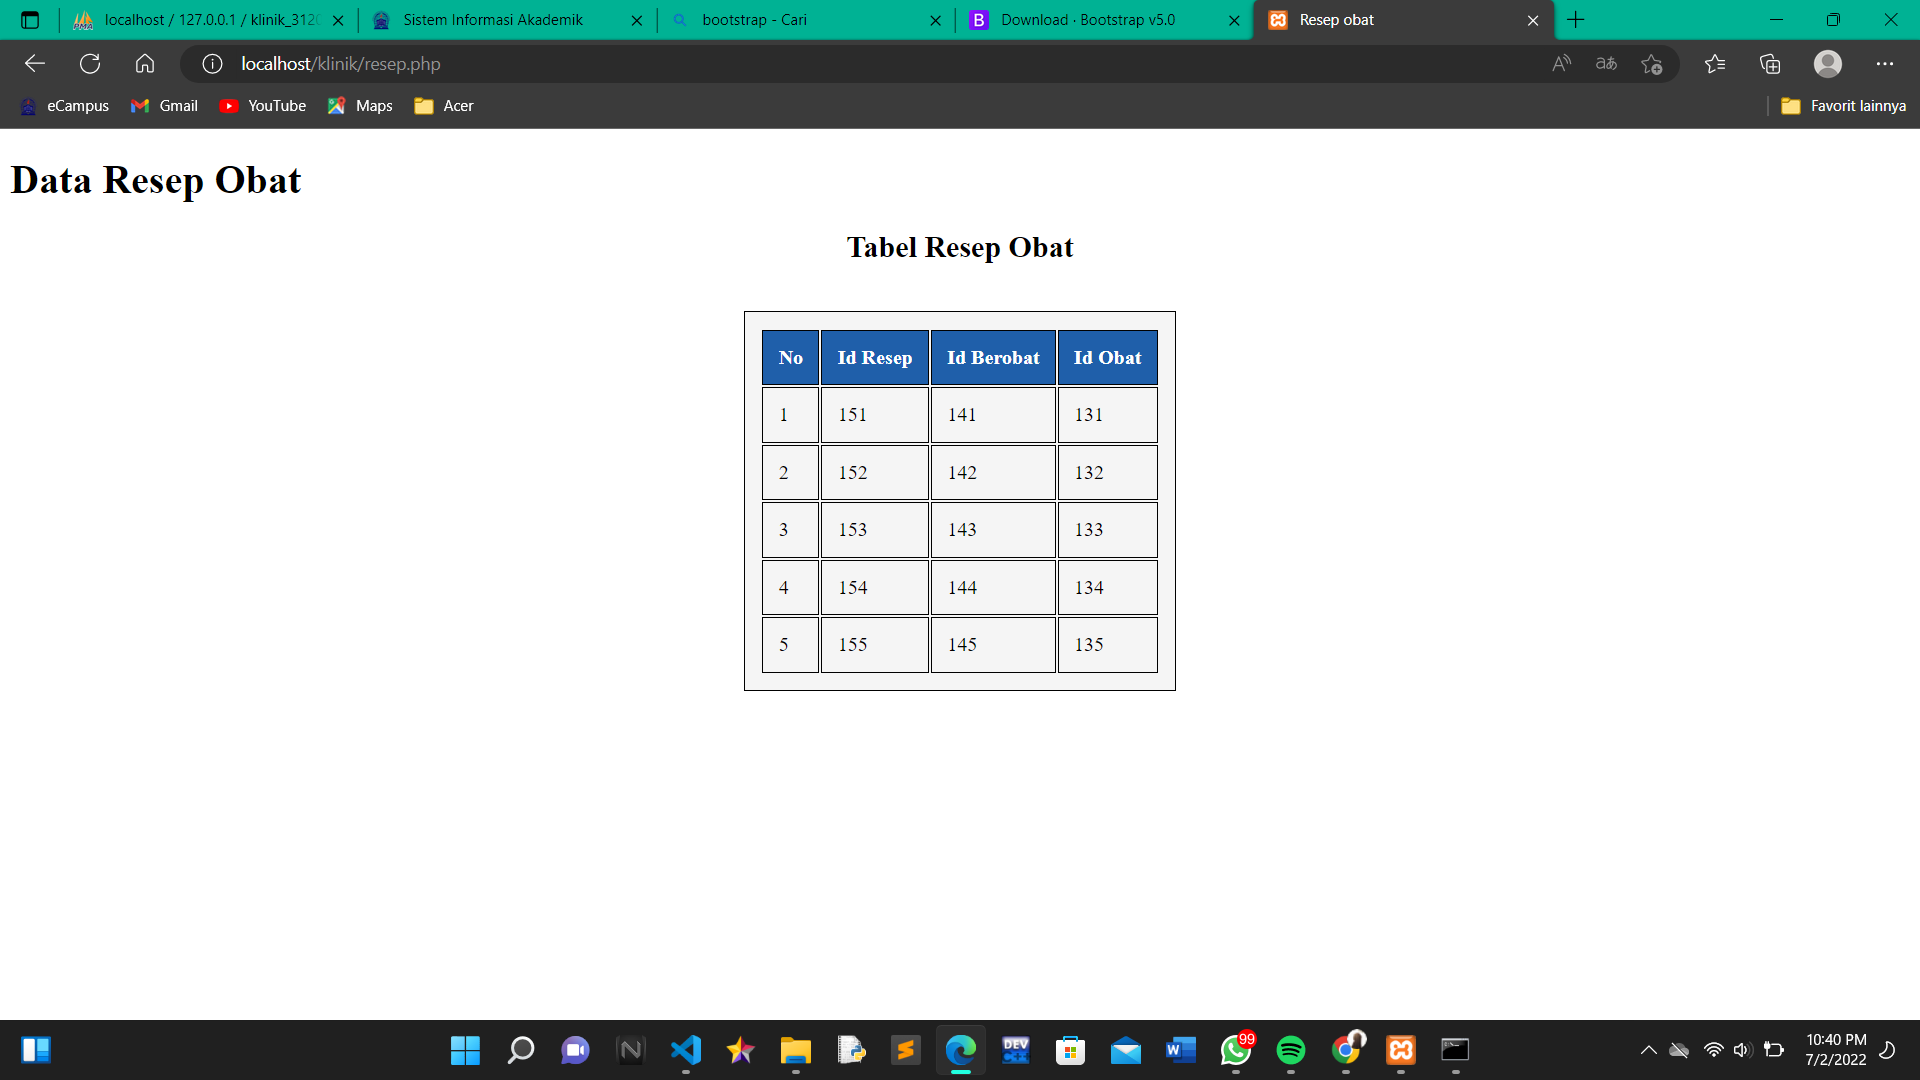 localhost / 127.0.0.1 / klinik_312
Sistem Informasi Akademik
bootstrap - Cari
B Download · Bootstrap v5.0
Resep obat
localhost/klinik/resep.php
eCampus
Gmail
YouTube
Maps
Acer
Favorit lainnya
Data Resep Obat
Tabel Resep Obat
No Id Resep Id Berobat Id Obat
1 151 141 131
2 152 142 132
3 153 143 133
4 154 144 134
5 155 145 135
DEV
C++
W
99
10:40 PM
7/2/2022